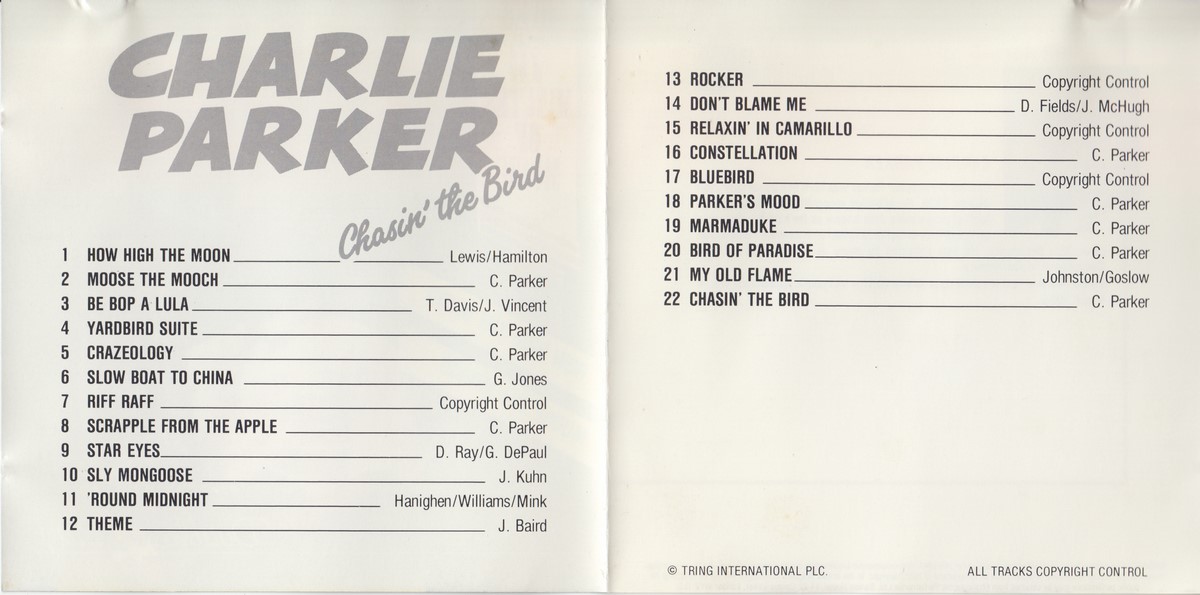 CHARLIE
PARKER
Chasin' the Bird
1 HOW HIGH THE MOON Lewis/Hamilton
2 MOOSE THE MOOCH C. Parker
3 BE BOP A LULA T. Davis/J. Vincent
4 YARDBIRD SUITE C. Parker
5 CRAZEOLOGY C. Parker
6 SLOW BOAT TO CHINA G. Jones
7 RIFF RAFF Copyright Control
8 SCRAPPLE FROM THE APPLE C. Parker
9 STAR EYES D. Ray/G. DePaul
10 SLY MONGOOSE J. Kuhn
11 'ROUND MIDNIGHT Hanighen/Williams/Mink
12 THEME J. Baird
13 ROCKER Copyright Control
14 DON'T BLAME ME D. Fields/J. McHugh
15 RELAXIN' IN CAMARILLO Copyright Control
16 CONSTELLATION C. Parker
17 BLUEBIRD Copyright Control
18 PARKER'S MOOD C. Parker
19 MARMADUKE C. Parker
20 BIRD OF PARADISE C. Parker
21 MY OLD FLAME Johnston/Goslow
22 CHASIN' THE BIRD C. Parker
© TRING INTERNATIONAL PLC. ALL TRACKS COPYRIGHT CONTROL